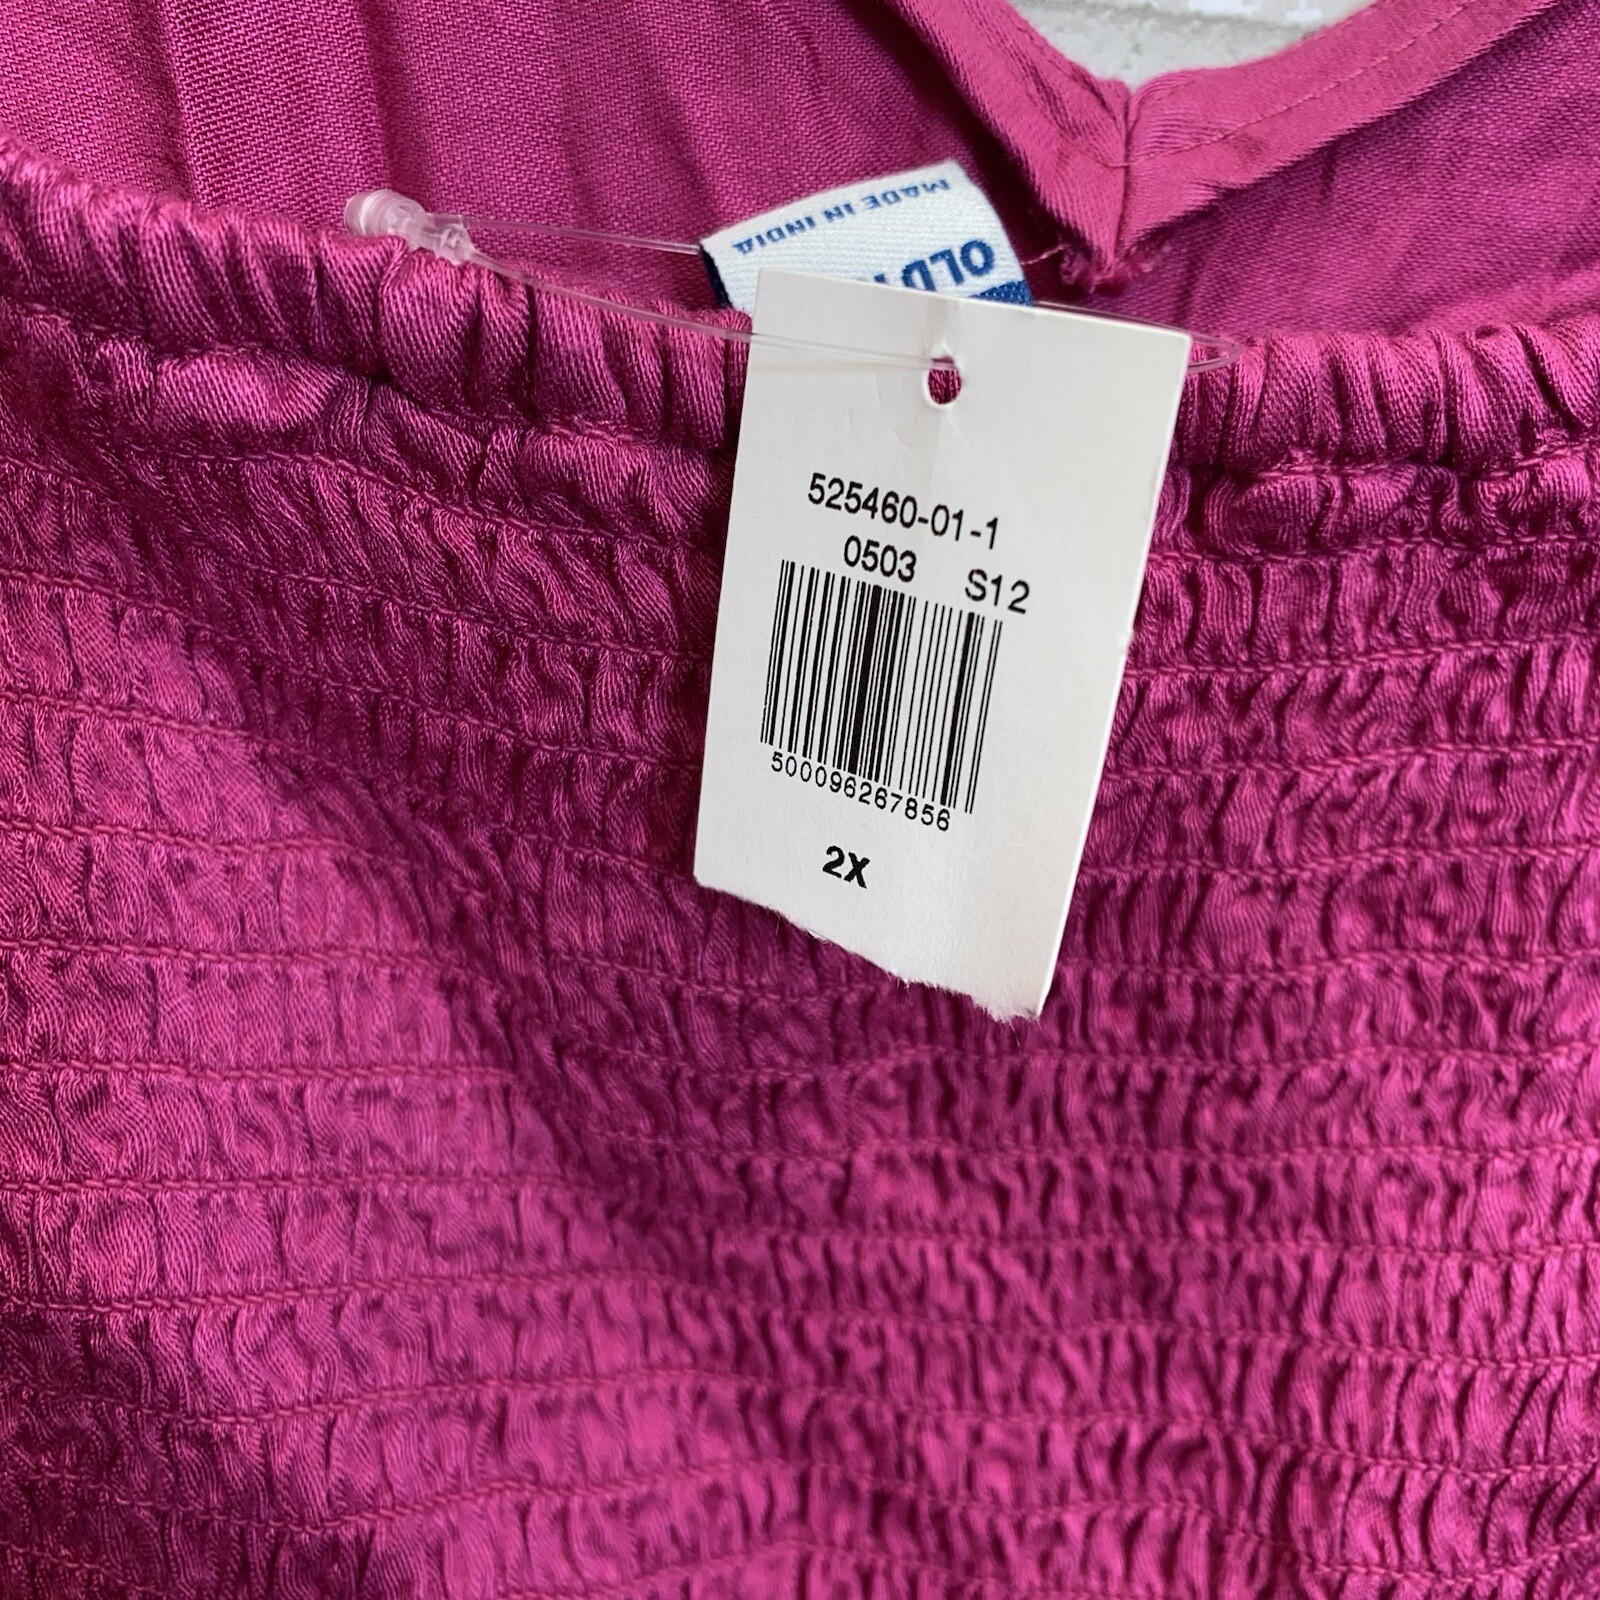 MADE IN INDIA
OLD
525460-01-1
0503 S12
500096267856
2X